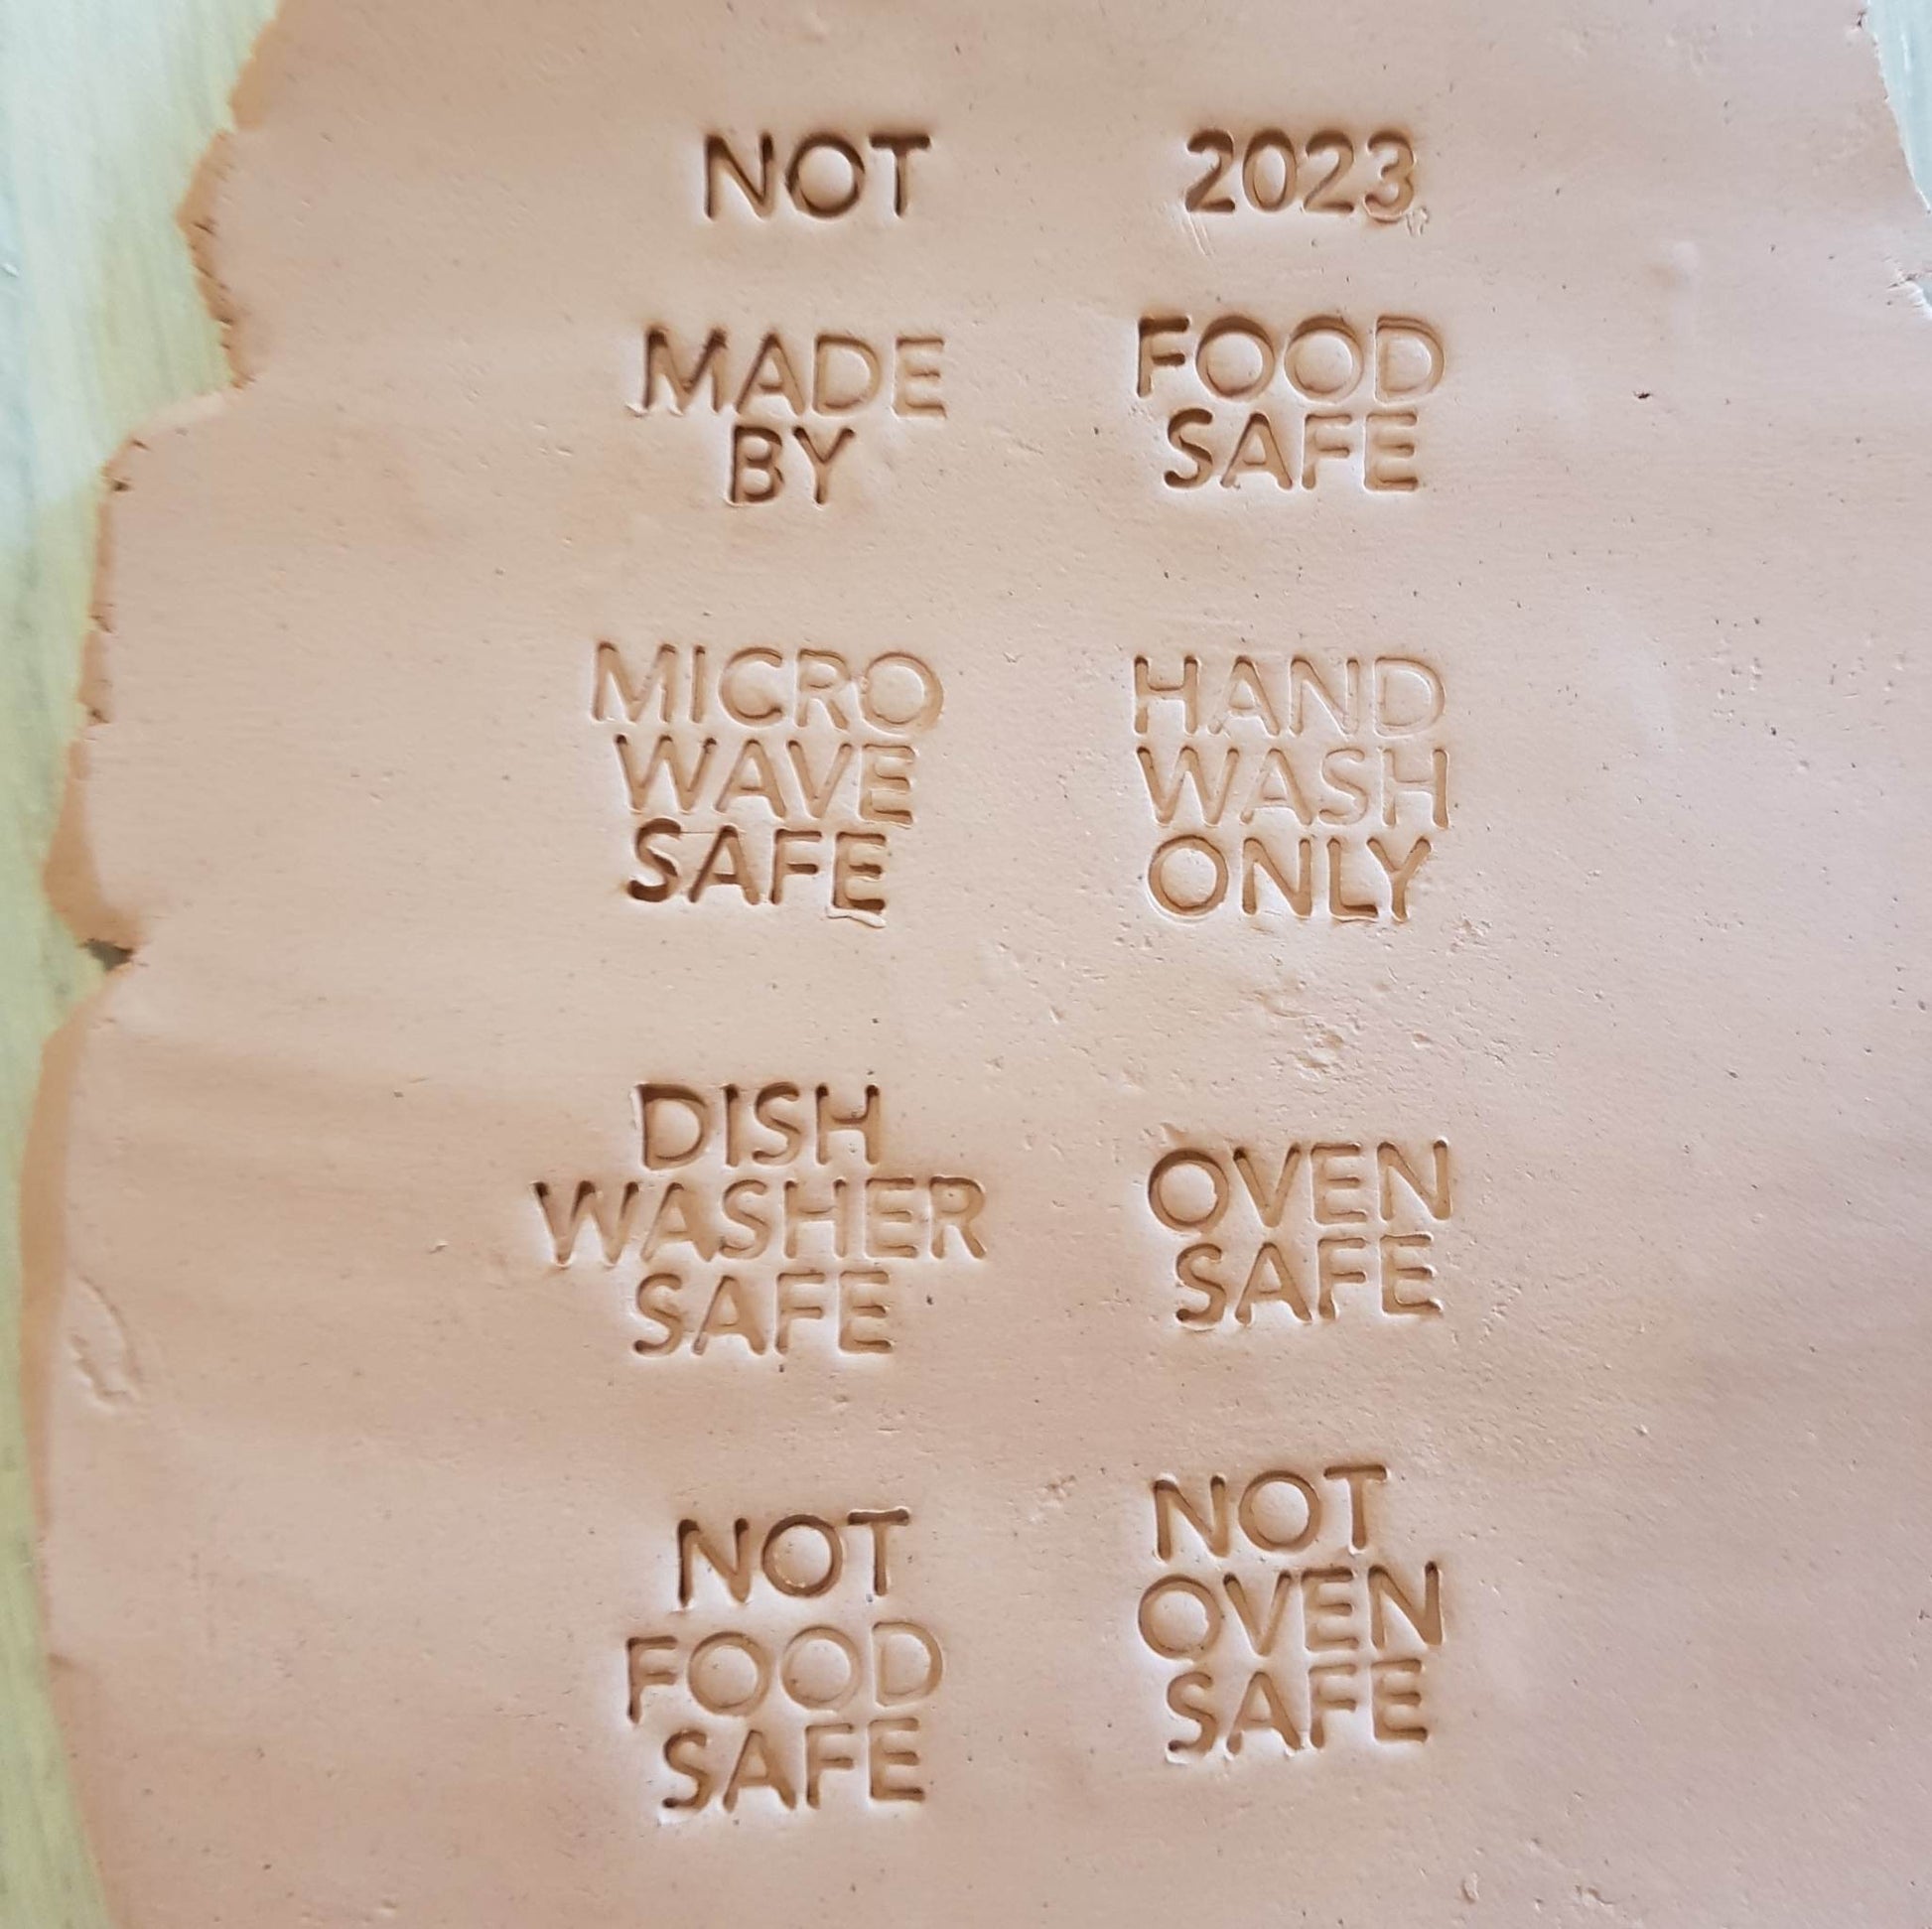 NOT
2023
MADE
BY
FOOD
SAFE
MICRO
WAVE
SAFE
HAND
WASH
ONLY
DISH
WASHER
SAFE
OVEN
SAFE
NOT
FOOD
SAFE
NOT
OVEN
SAFE